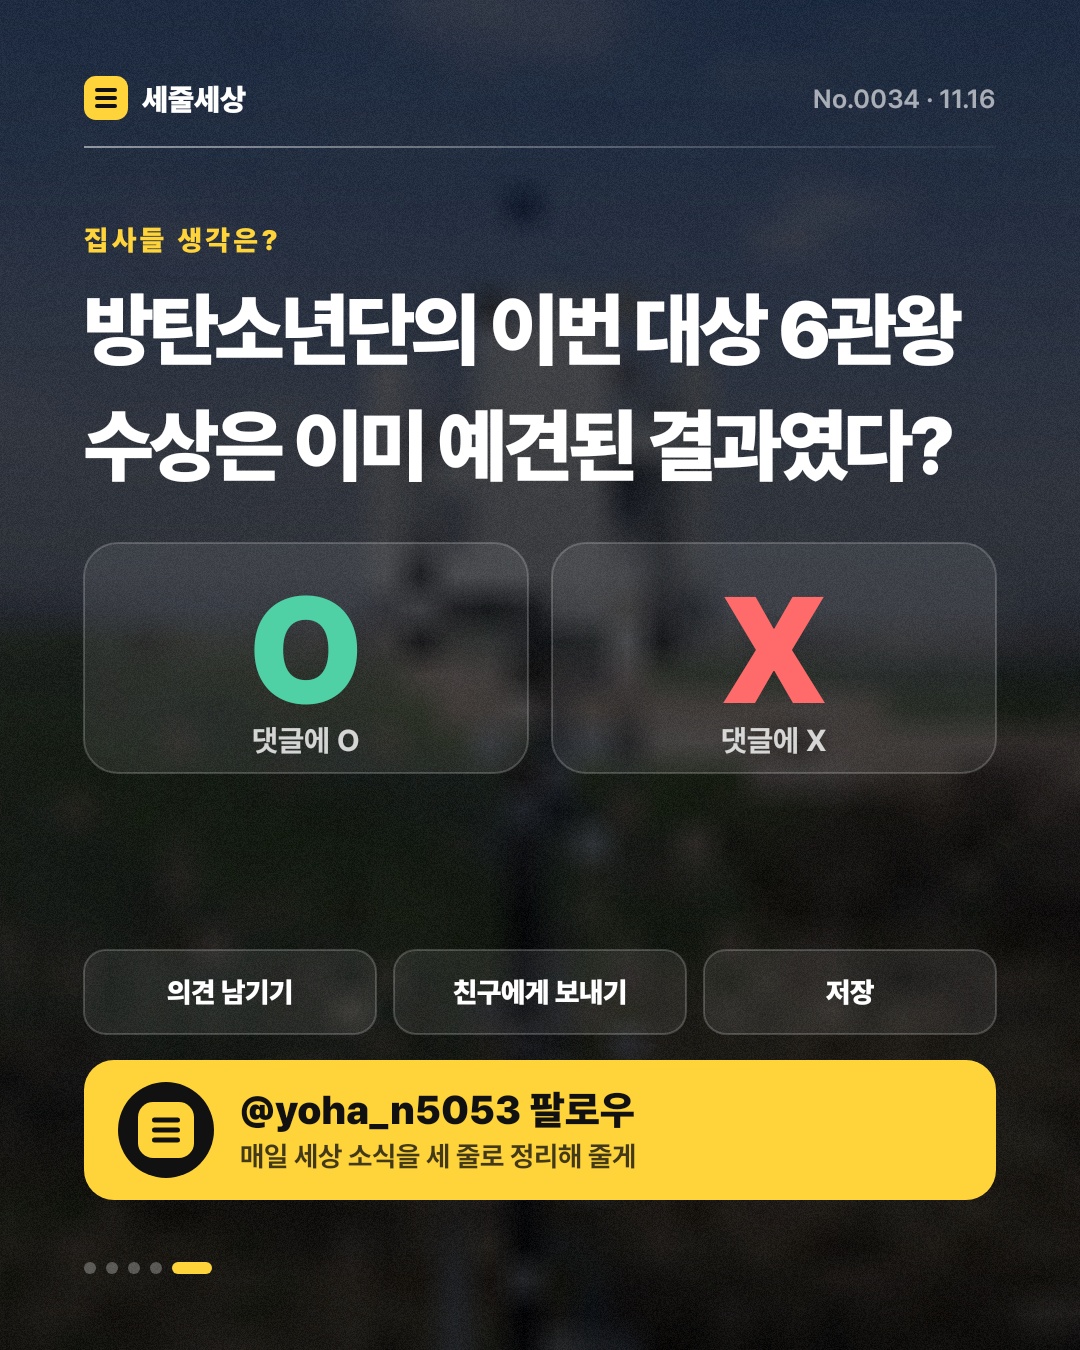 세줄세상
No.0034 · 11.16
집사들 생각은?
방탄소년단의 이번 대상 6관왕
수상은 이미 예견된 결과였다?
O
댓글에 O
X
댓글에 X
의견 남기기
친구에게 보내기
저장
@yoha_n5053 팔로우
매일 세상 소식을 세 줄로 정리해 줄게